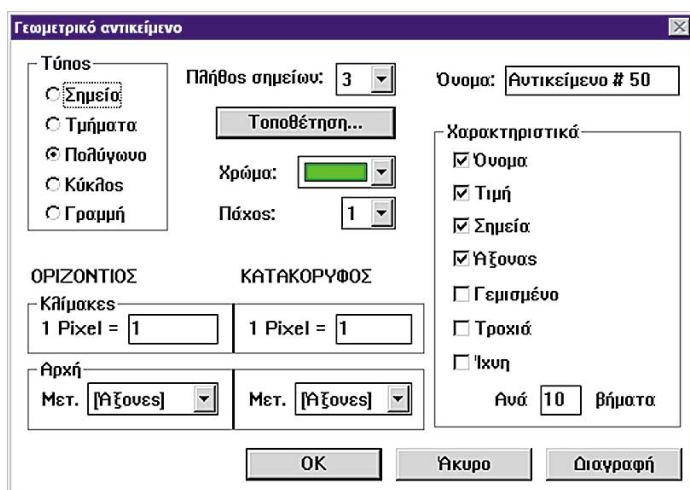 Γεωμετρικό αντικείμενο
Τύπος
Σημεία
Τμήματα
Πολύγωνο
Κύκλος
Γραμμή
Πλήθος σημείων: 3
Τοποθέτηση...
Χρώμα:
Πάχος: 1
Όνομα: Αντικείμενο # 50
Χαρακτηριστικά
Όνομα
Τιμή
Σημεία
Άξονας
Γεμισμένο
Τροχιά
Ίχνη
Ανά 10 βήματα
ΟΡΙΖΟΝΤΙΟΣ ΚΑΤΑΚΟΡΥΦΟΣ
Κλίμακες
1 Pixel = 1 1 Pixel = 1
Αρχή
Μετ. [Άξονες] Μετ. [Άξονες]
OK Άκυρο Διαγραφή